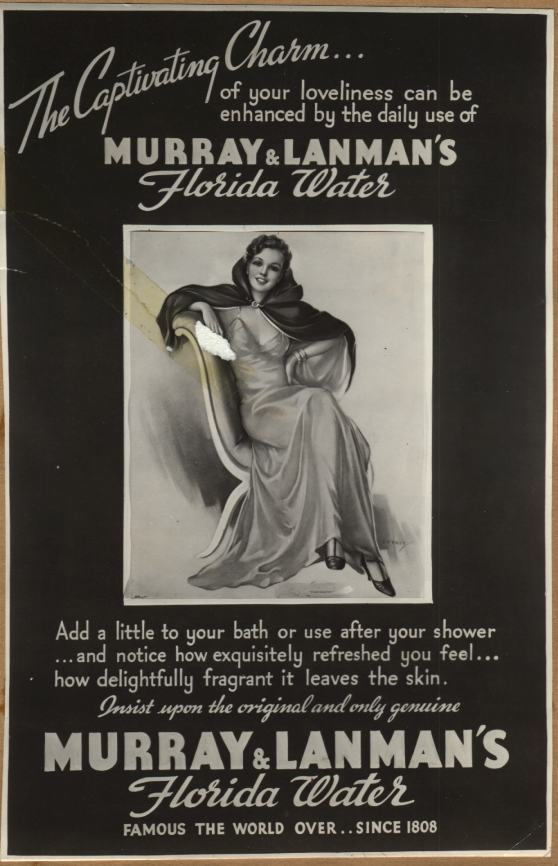 The Captivating Charm...
of your loveliness can be
enhanced by the daily use of
MURRAY & LANMAN'S
Florida Water
Add a little to your bath or use after your shower
...and notice how exquisitely refreshed you feel...
how delightfully fragrant it leaves the skin.
Insist upon the original and only genuine
MURRAY & LANMAN'S
Florida Water
FAMOUS THE WORLD OVER..SINCE 1808